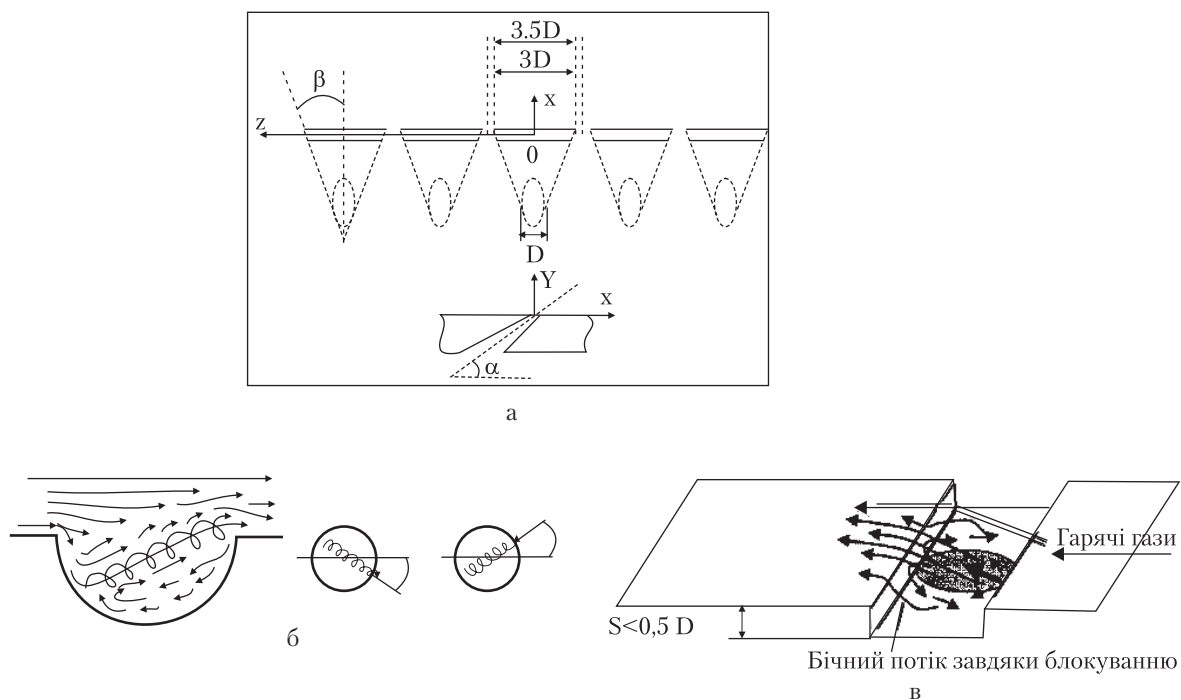 3.5D
3D
β
x
z
0
D
Y
x
α
а
б
Гарячі гази
S<0,5 D
Бічний потік завдяки блокуванню
в